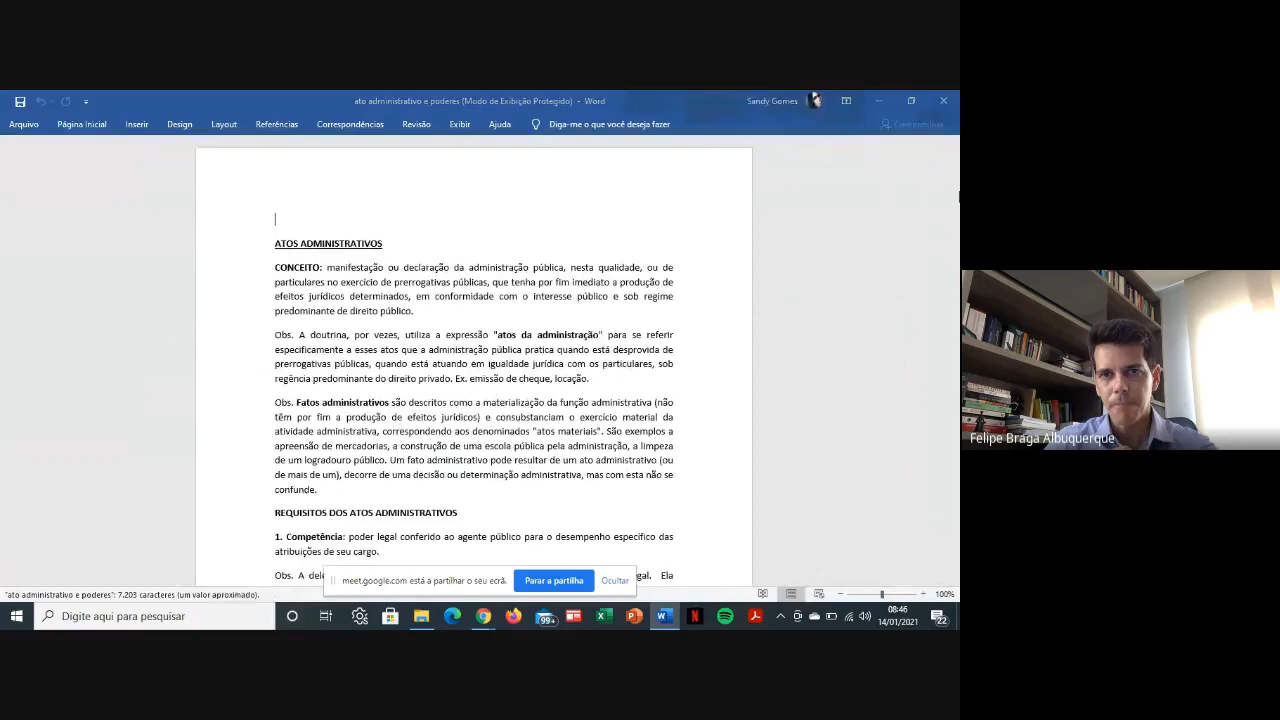 ato administrativo e poderes (Modo de Exibição Protegido) - Word
Sandy Gomes
Arquivo Página Inicial Inserir Design Layout Referências Correspondências Revisão Exibir Ajuda Diga-me o que você deseja fazer Compartilhar
ATOS ADMINISTRATIVOS
CONCEITO: manifestação ou declaração da administração pública, nesta qualidade, ou de
particulares no exercício de prerrogativas públicas, que tenha por fim imediato a produção de
efeitos jurídicos determinados, em conformidade com o interesse público e sob regime
predominante de direito público.
Obs. A doutrina, por vezes, utiliza a expressão "atos da administração" para se referir
especificamente a esses atos que a administração pública pratica quando está desprovida de
prerrogativas públicas, quando está atuando em igualdade jurídica com os particulares, sob
regência predominante do direito privado. Ex. emissão de cheque, locação.
Obs. Fatos administrativos são descritos como a materialização da função administrativa (não
têm por fim a produção de efeitos jurídicos) e consubstanciam o exercício material da
atividade administrativa, correspondendo aos denominados "atos materiais". São exemplos a
apreensão de mercadorias, a construção de uma escola pública pela administração, a limpeza
de um logradouro público. Um fato administrativo pode resultar de um ato administrativo (ou
de mais de um), decorre de uma decisão ou determinação administrativa, mas com esta não se
confunde.
REQUISITOS DOS ATOS ADMINISTRATIVOS
1. Competência: poder legal conferido ao agente público para o desempenho específico das
atribuições de seu cargo.
Obs. A gal. Ela
meet.google.com está a partilhar o seu ecrã. Parar a partilha Ocultar
"ato administrativo e poderes": 7.203 caracteres (um valor aproximado).
100%
Digite aqui para pesquisar
99+
08:46
14/01/2021
22
Felipe Braga Albuquerque